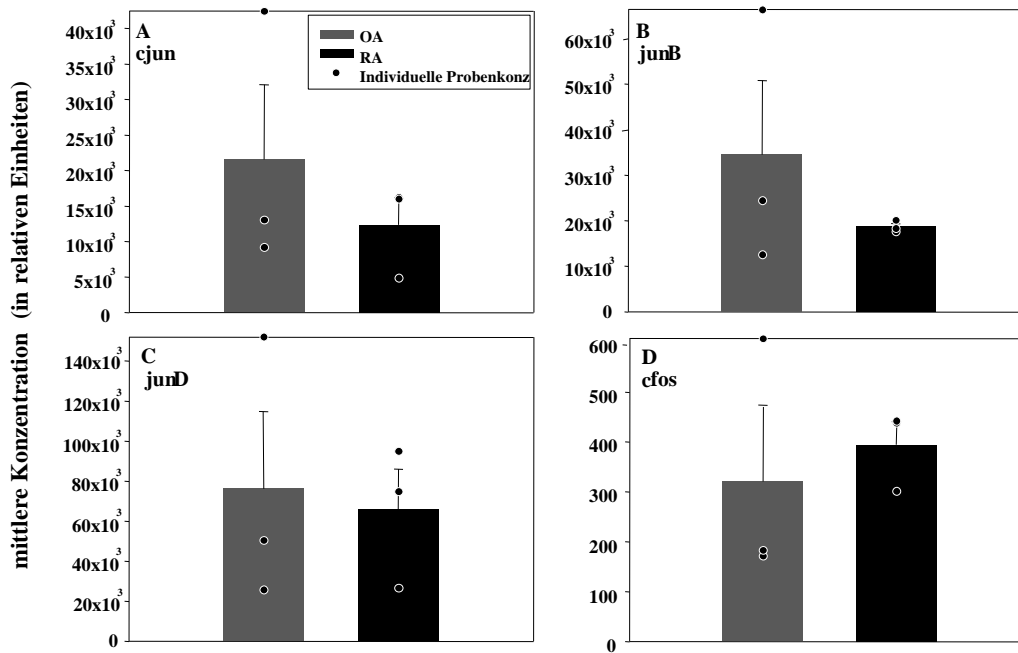 mittlere Konzentration (in relativen Einheiten)
A
cjun
OA
RA
Individuelle Probenkonz
40x10³
35x10³
30x10³
25x10³
20x10³
15x10³
10x10³
5x10³
0
B
junB
60x10³
50x10³
40x10³
30x10³
20x10³
10x10³
0
C
junD
140x10³
120x10³
100x10³
80x10³
60x10³
40x10³
20x10³
0
D
cfos
600
500
400
300
200
100
0